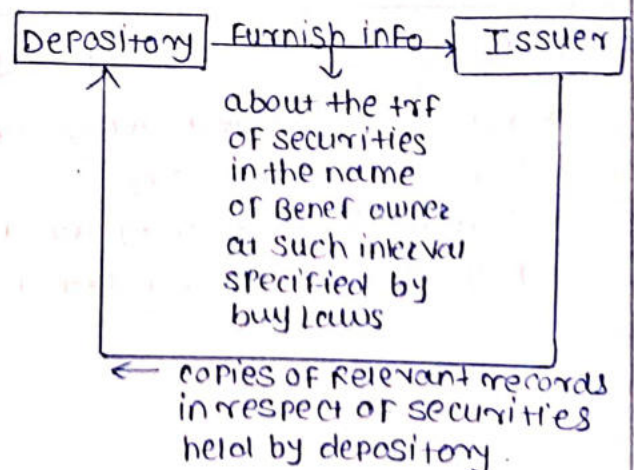 Depository Furnish info Issuer
about the trf
of securities
in the name
of Benef owner
at such interval
specified by
buy Laws
← copies of Relevant records
in respect of securities
held by depository.